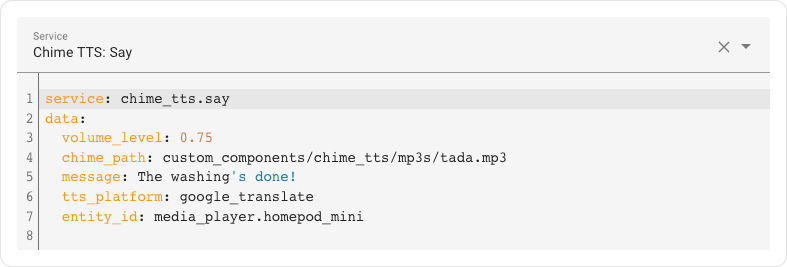 Service
Chime TTS: Say
1 service: chime_tts.say
2 data:
3   volume_level: 0.75
4   chime_path: custom_components/chime_tts/mp3s/tada.mp3
5   message: The washing's done!
6   tts_platform: google_translate
7   entity_id: media_player.homepod_mini
8